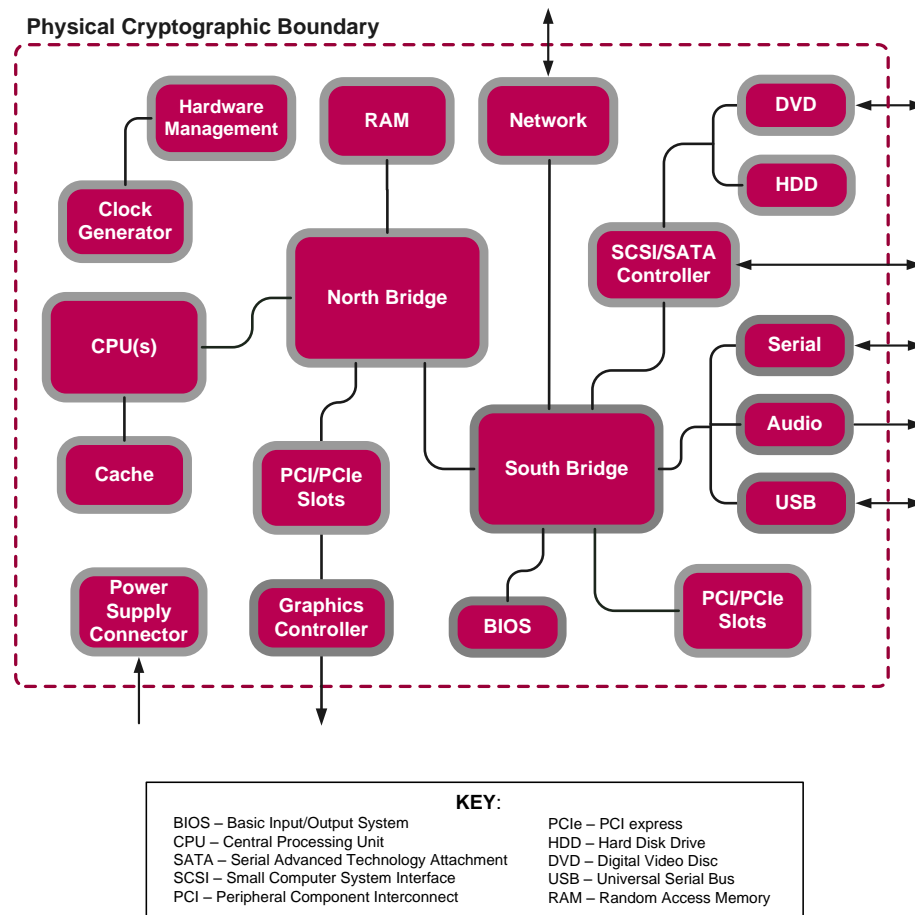 Physical Cryptographic Boundary
Hardware
Management
RAM
Network
DVD
HDD
Clock
Generator
SCSI/SATA
Controller
North Bridge
CPU(s)
Serial
Audio
USB
Cache
PCI/PCIe
Slots
South Bridge
Power
Supply
Connector
Graphics
Controller
BIOS
PCI/PCIe
Slots
KEY:
BIOS – Basic Input/Output System
CPU – Central Processing Unit
SATA – Serial Advanced Technology Attachment
SCSI – Small Computer System Interface
PCI – Peripheral Component Interconnect
PCIe – PCI express
HDD – Hard Disk Drive
DVD – Digital Video Disc
USB – Universal Serial Bus
RAM – Random Access Memory